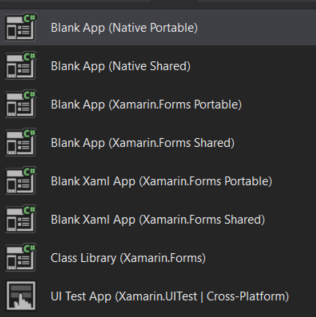 C#
Blank App (Native Portable)
C#
Blank App (Native Shared)
C#
Blank App (Xamarin.Forms Portable)
C#
Blank App (Xamarin.Forms Shared)
C#
Blank Xaml App (Xamarin.Forms Portable)
C#
Blank Xaml App (Xamarin.Forms Shared)
C#
Class Library (Xamarin.Forms)
UI Test App (Xamarin.UITest | Cross-Platform)